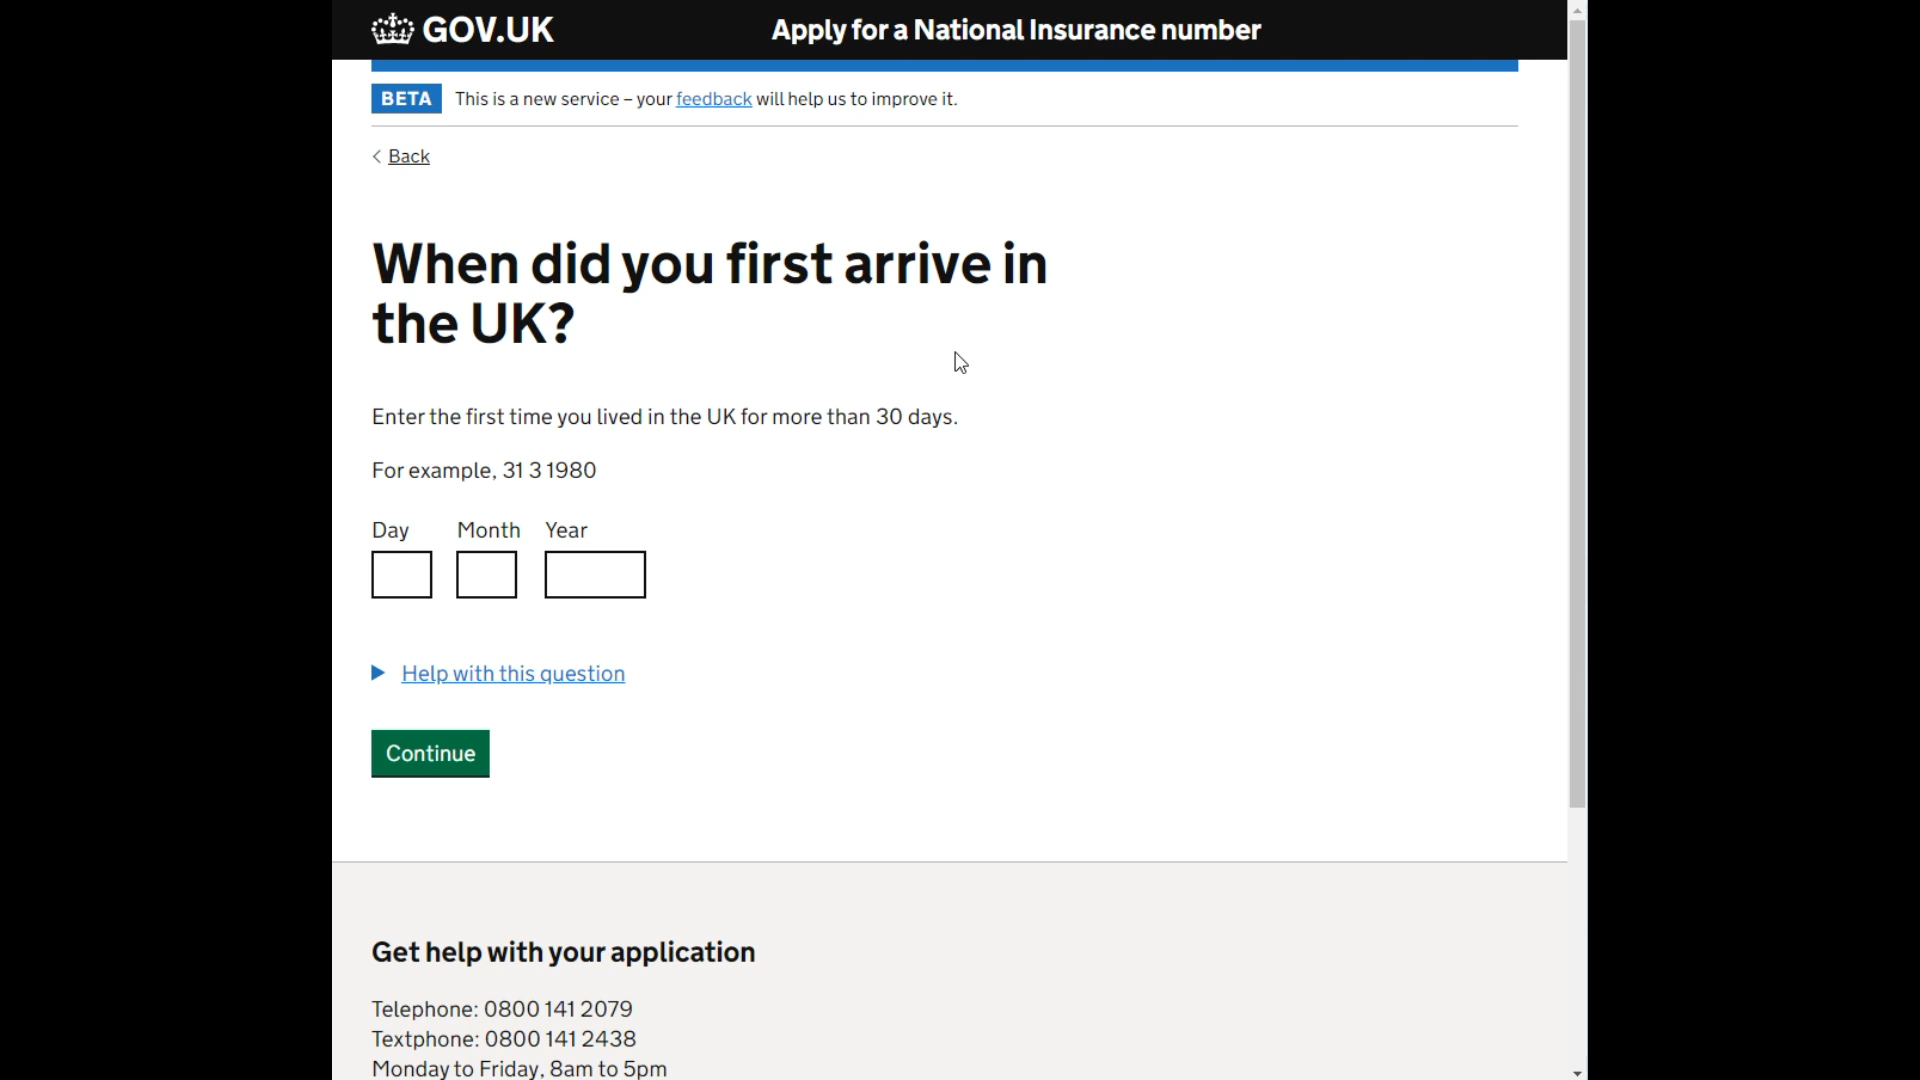 GOV.UK
Apply for a National Insurance number
BETA This is a new service – your feedback will help us to improve it.
Back
When did you first arrive in
the UK?
Enter the first time you lived in the UK for more than 30 days.
For example, 31 3 1980
Day Month Year
Help with this question
Continue
Get help with your application
Telephone: 0800 141 2079
Textphone: 0800 141 2438
Monday to Friday, 8am to 5pm